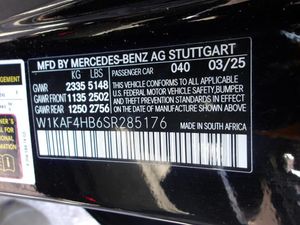 MFD BY MERCEDES-BENZ AG STUTTGART
KG LBS PASSENGER CAR 040 03/25
GVWR 2335 5148
GAWR FRONT 1135 2502
GAWR REAR 1250 2756
THIS VEHICLE CONFORMS TO ALL APPLICABLE
U.S. FEDERAL MOTOR VEHICLE SAFETY, BUMPER,
AND THEFT PREVENTION STANDARDS IN EFFECT ON THE
DATE OF MANUFACTURE SHOWN ABOVE.
W1KAF4HB6SR285176
MADE IN SOUTH AFRICA